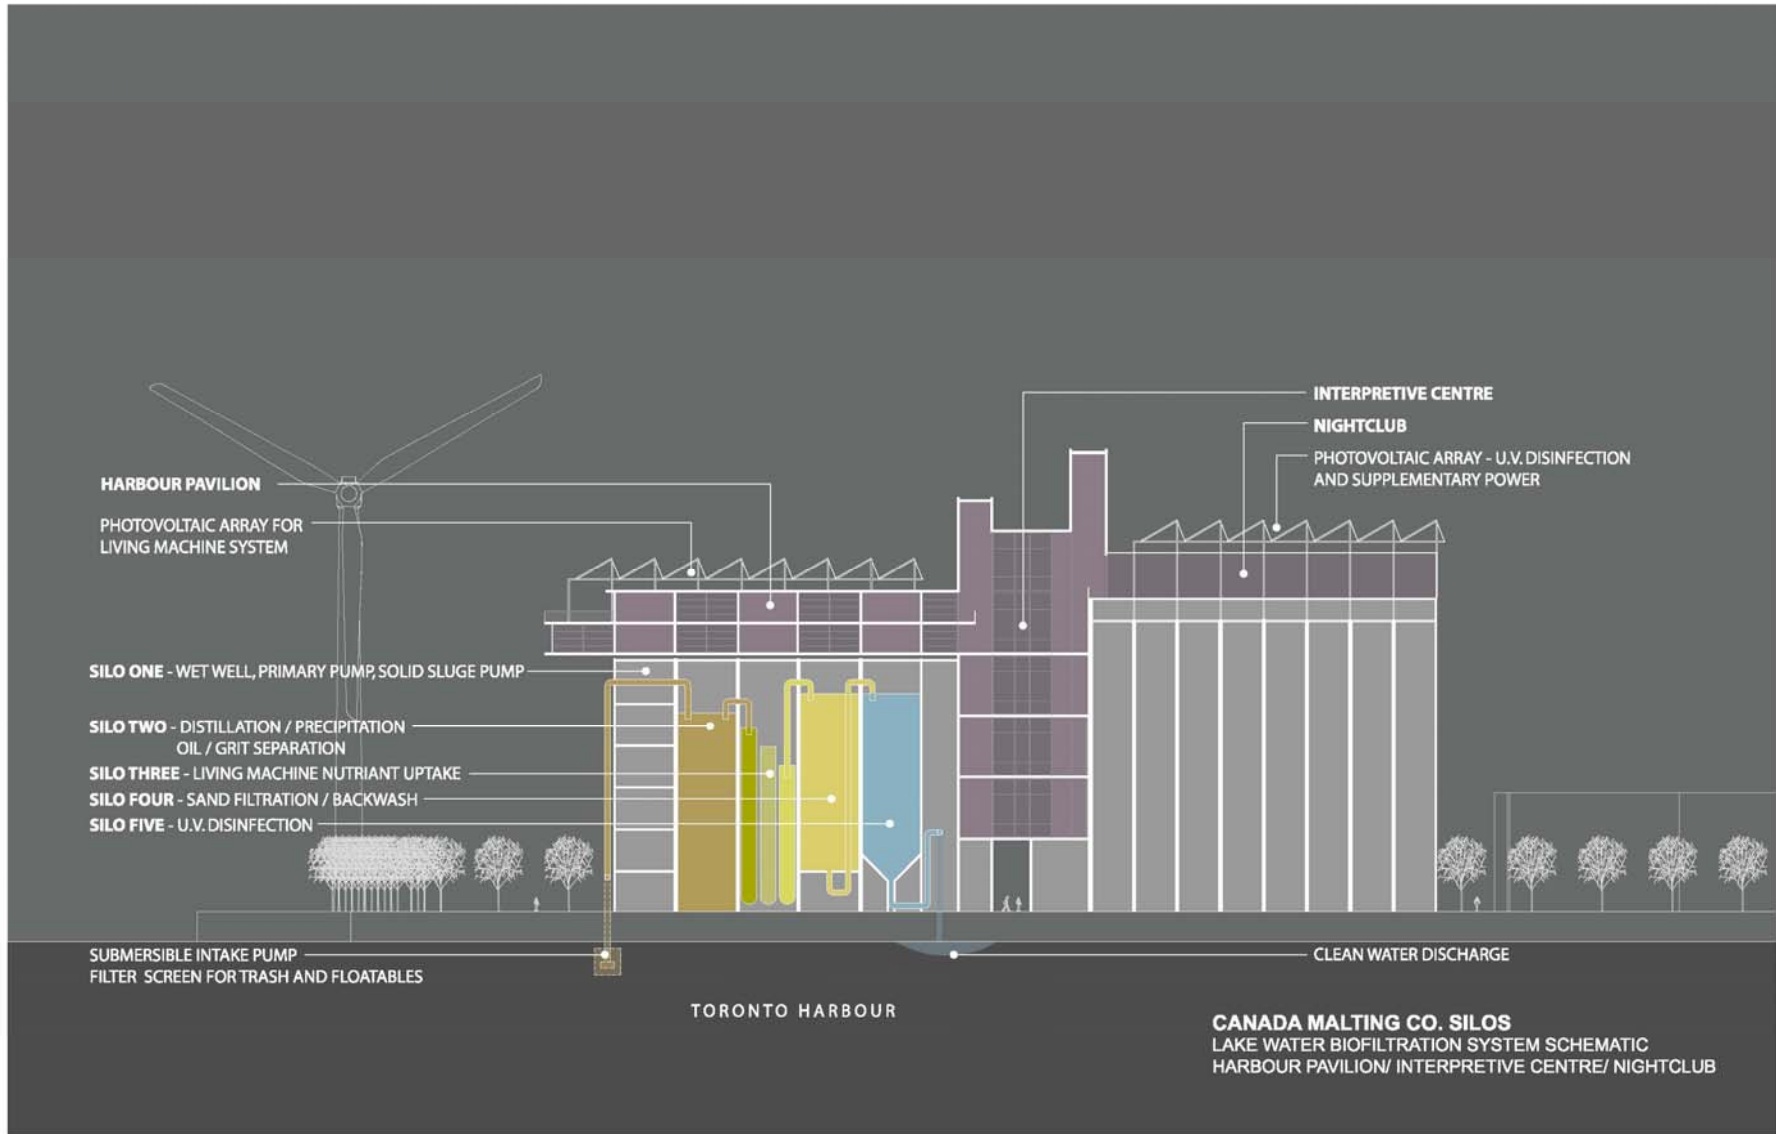 INTERPRETIVE CENTRE
NIGHTCLUB
PHOTOVOLTAIC ARRAY - U.V. DISINFECTION
AND SUPPLEMENTARY POWER
HARBOUR PAVILION
PHOTOVOLTAIC ARRAY FOR
LIVING MACHINE SYSTEM
SILO ONE - WET WELL, PRIMARY PUMP, SOLID SLUGE PUMP
SILO TWO - DISTILLATION / PRECIPITATION
OIL / GRIT SEPARATION
SILO THREE - LIVING MACHINE NUTRIANT UPTAKE
SILO FOUR - SAND FILTRATION / BACKWASH
SILO FIVE - U.V. DISINFECTION
SUBMERSIBLE INTAKE PUMP
FILTER SCREEN FOR TRASH AND FLOATABLES
CLEAN WATER DISCHARGE
TORONTO HARBOUR
CANADA MALTING CO. SILOS
LAKE WATER BIOFILTRATION SYSTEM SCHEMATIC
HARBOUR PAVILION/ INTERPRETIVE CENTRE/ NIGHTCLUB